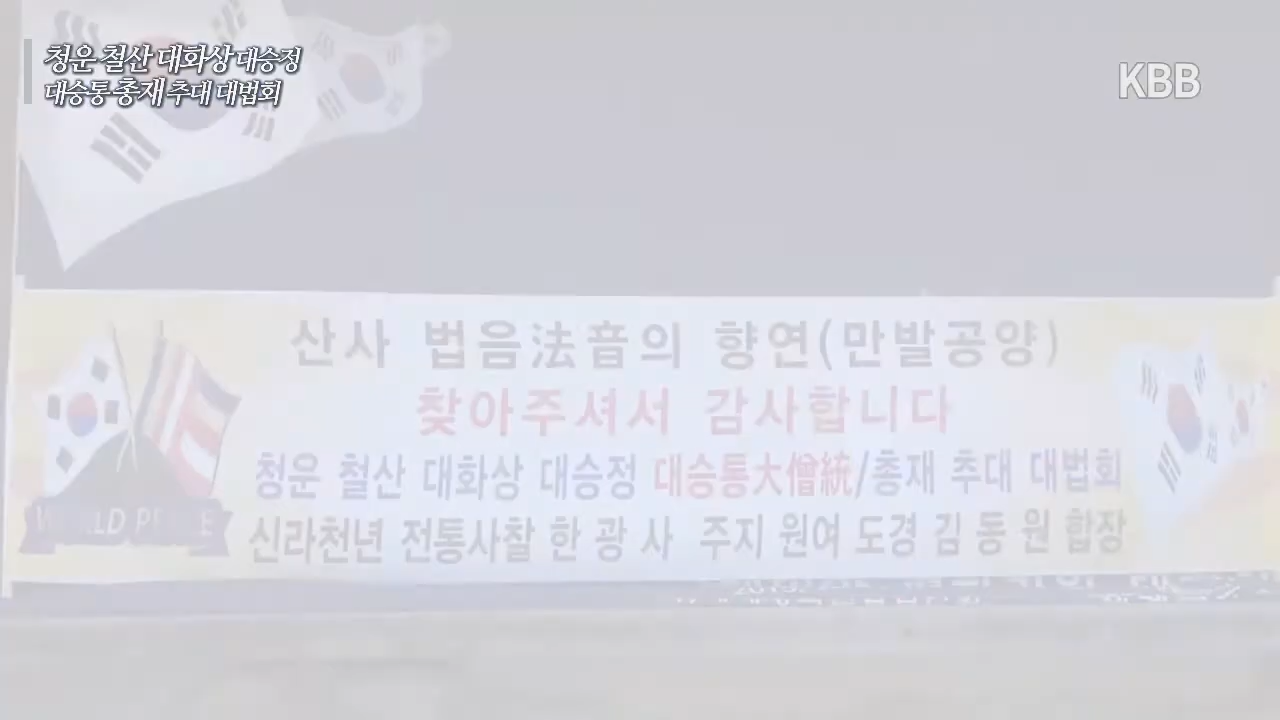 청운 철산 대화상 대승정
대승통 총재 추대 대법회
KBB
산사 법음法音의 향연(만발공양)
찾아주셔서 감사합니다
청운 철산 대화상 대승정 대승통大僧統/총재 추대 대법회
신라천년 전통사찰 한 광 사 주지 원여 도경 김 동 원 합장
WORLD PEACE